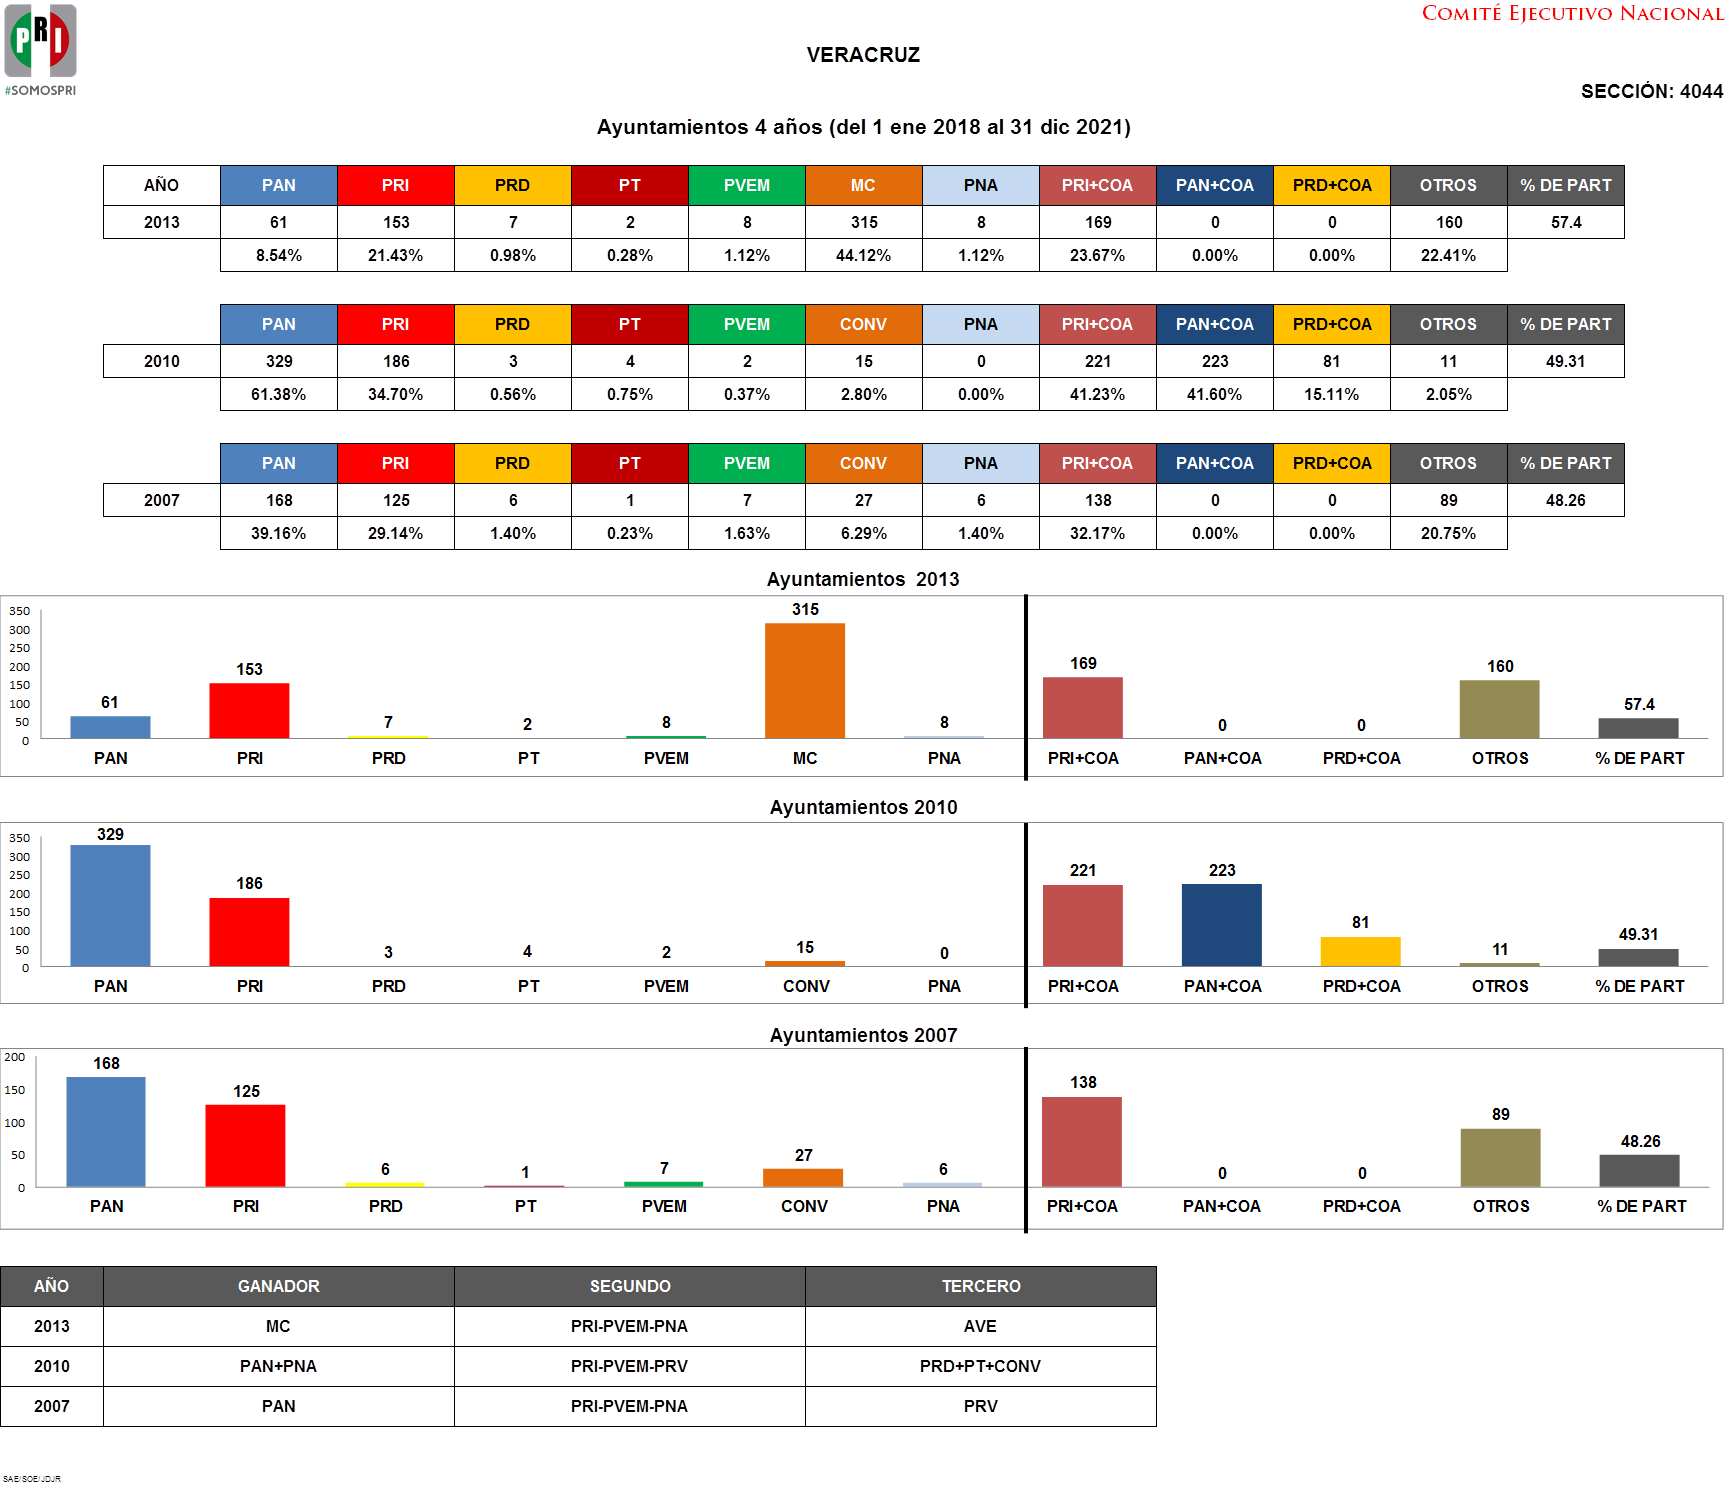 PRI
#SOMOSPRI
COMITÉ EJECUTIVO NACIONAL
VERACRUZ
SECCIÓN: 4044
Ayuntamientos 4 años (del 1 ene 2018 al 31 dic 2021)
AÑO PAN PRI PRD PT PVEM MC PNA PRI+COA PAN+COA PRD+COA OTROS % DE PART
2013 61 153 7 2 8 315 8 169 0 0 160 57.4
8.54% 21.43% 0.98% 0.28% 1.12% 44.12% 1.12% 23.67% 0.00% 0.00% 22.41%
PAN PRI PRD PT PVEM CONV PNA PRI+COA PAN+COA PRD+COA OTROS % DE PART
2010 329 186 3 4 2 15 0 221 223 81 11 49.31
61.38% 34.70% 0.56% 0.75% 0.37% 2.80% 0.00% 41.23% 41.60% 15.11% 2.05%
PAN PRI PRD PT PVEM CONV PNA PRI+COA PAN+COA PRD+COA OTROS % DE PART
2007 168 125 6 1 7 27 6 138 0 0 89 48.26
39.16% 29.14% 1.40% 0.23% 1.63% 6.29% 1.40% 32.17% 0.00% 0.00% 20.75%
Ayuntamientos 2013
350
300
250
200
150
100
50
0
61 153 7 2 8 315 8 169 0 0 160 57.4
PAN PRI PRD PT PVEM MC PNA PRI+COA PAN+COA PRD+COA OTROS % DE PART
Ayuntamientos 2010
350
300
250
200
150
100
50
0
329 186 3 4 2 15 0 221 223 81 11 49.31
PAN PRI PRD PT PVEM CONV PNA PRI+COA PAN+COA PRD+COA OTROS % DE PART
Ayuntamientos 2007
200
150
100
50
0
168 125 6 1 7 27 6 138 0 0 89 48.26
PAN PRI PRD PT PVEM CONV PNA PRI+COA PAN+COA PRD+COA OTROS % DE PART
AÑO GANADOR SEGUNDO TERCERO
2013 MC PRI-PVEM-PNA AVE
2010 PAN+PNA PRI-PVEM-PRV PRD+PT+CONV
2007 PAN PRI-PVEM-PNA PRV
SAE/SOE/JDJR